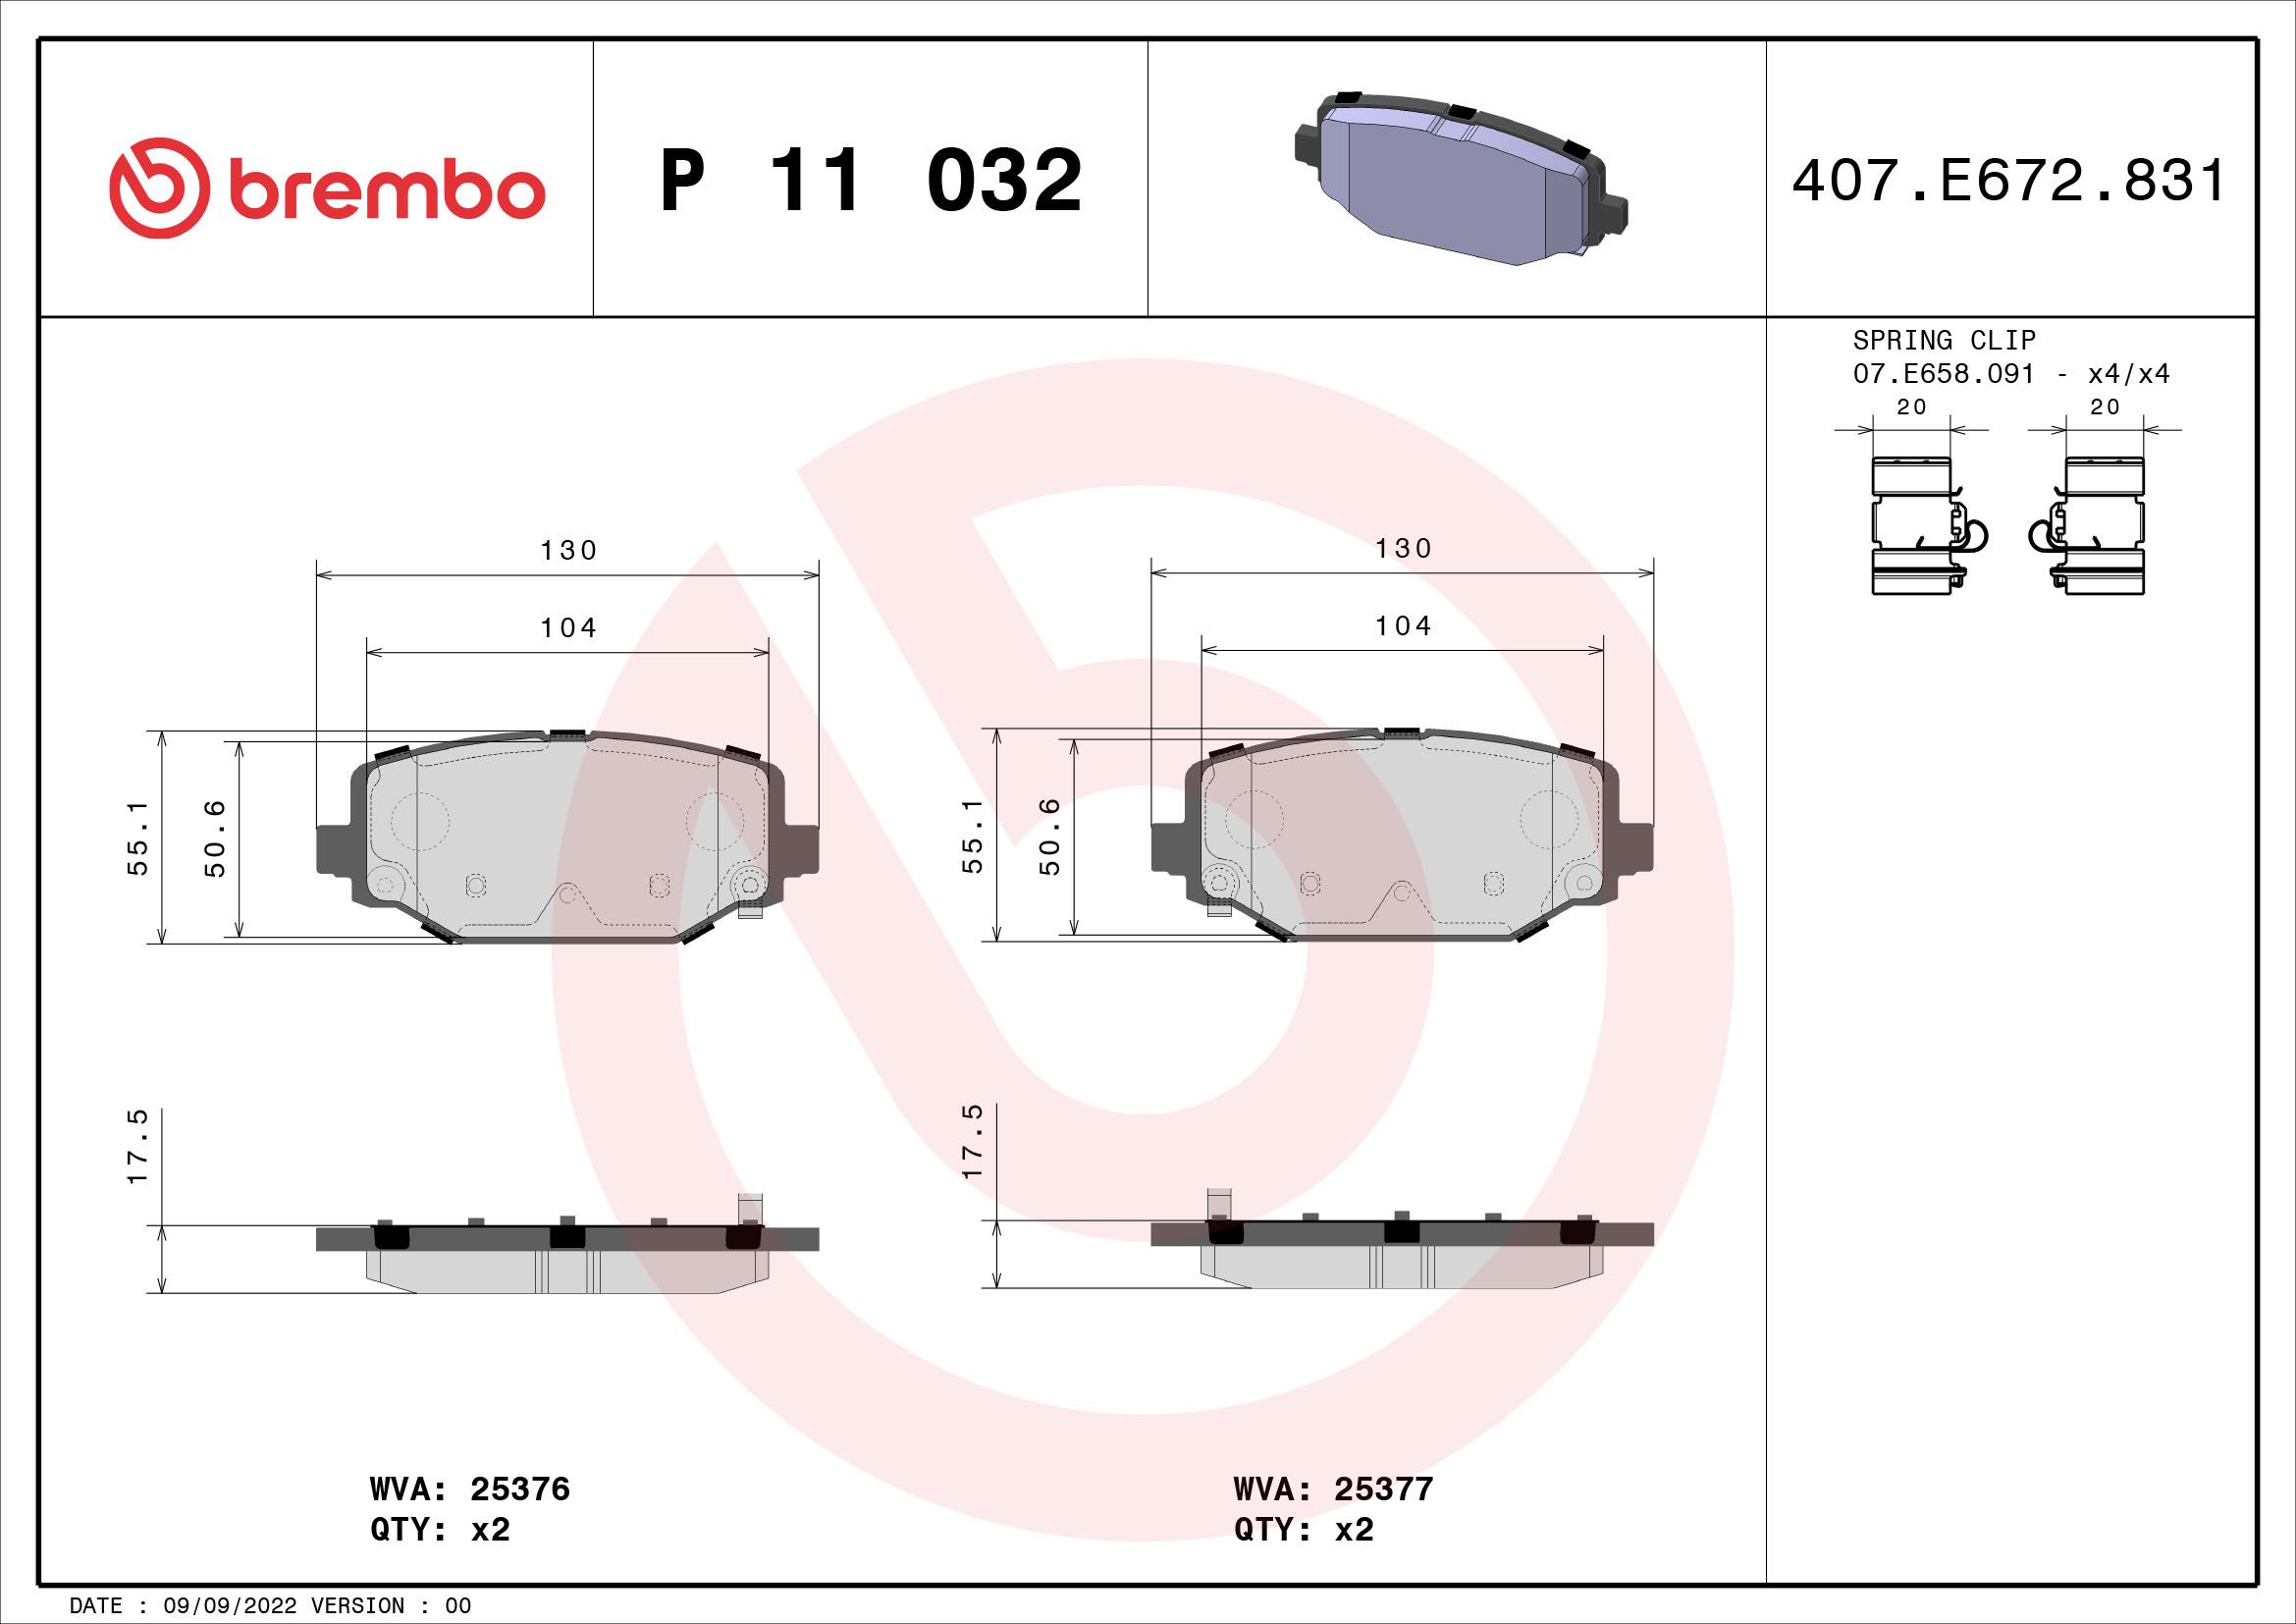 brembo
P 11 032
407.E672.831
SPRING CLIP
07.E658.091 - x4/x4
20
20
130
104
55.1
50.6
17.5
130
104
55.1
50.6
17.5
WVA: 25376
QTY: x2
WVA: 25377
QTY: x2
DATE : 09/09/2022 VERSION : 00